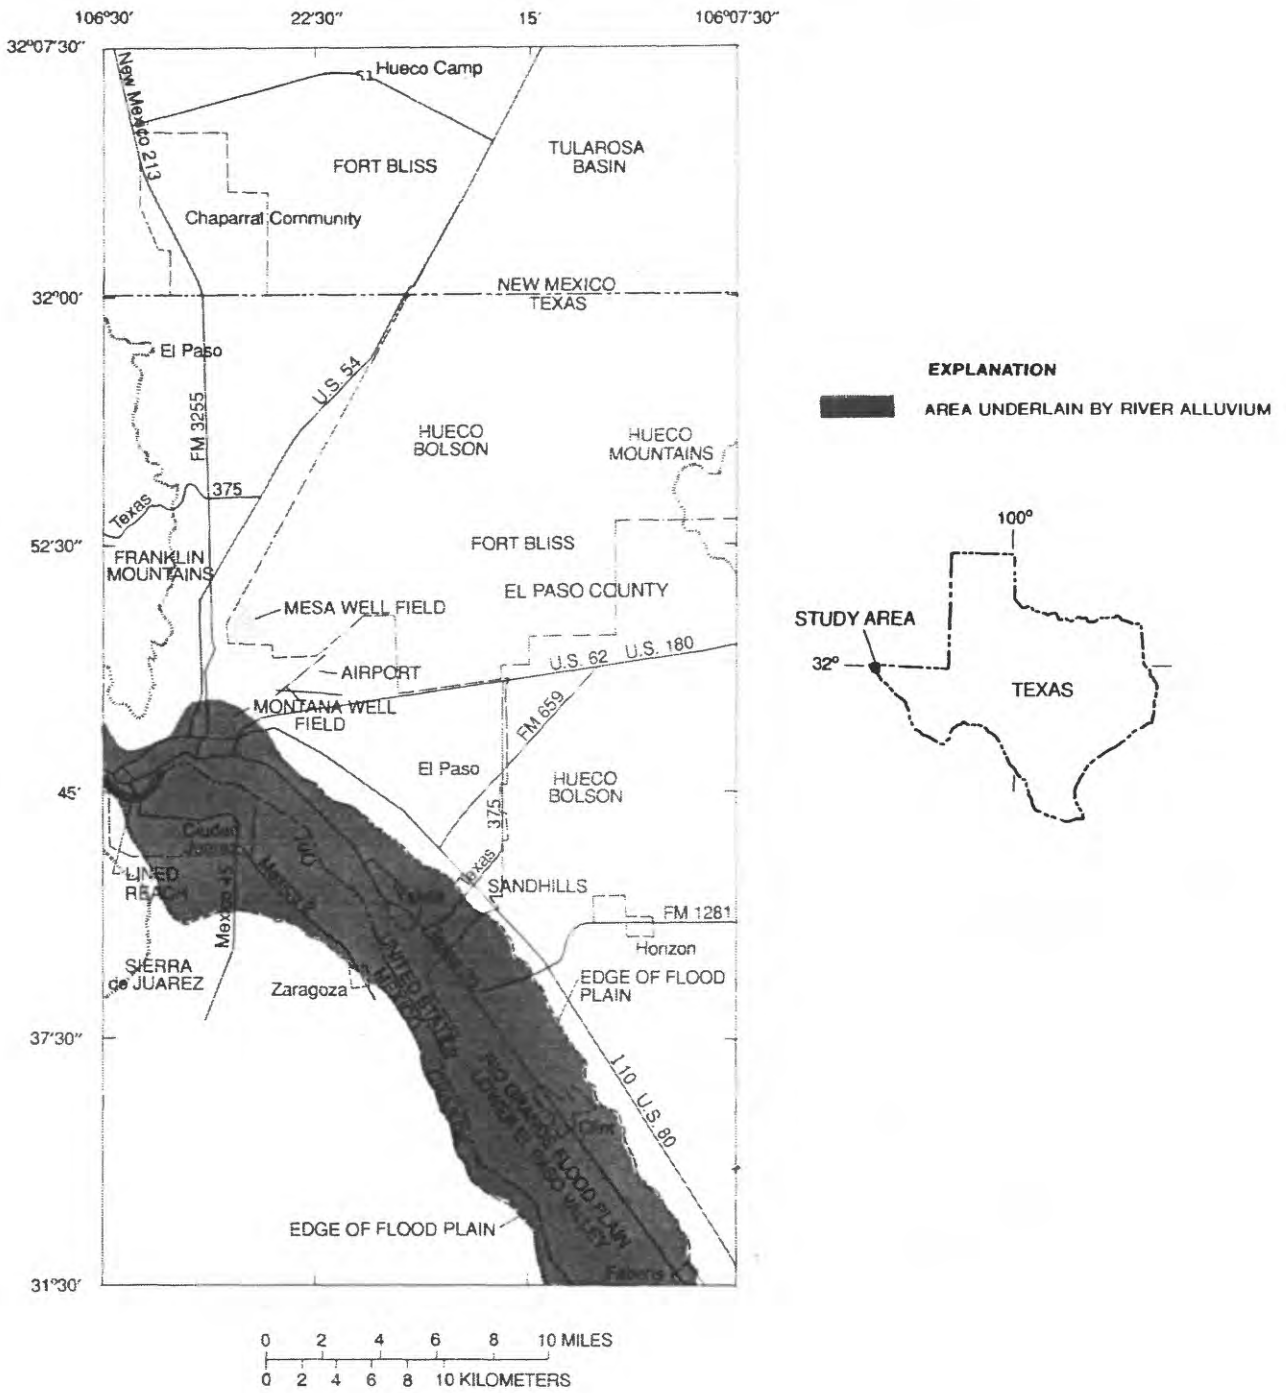 106°30'
22'30"
15'
106°07'30"
32°07'30"
New Mexico 213
Hueco Camp
TULAROSA
BASIN
FORT BLISS
Chaparral Community
32°00'
NEW MEXICO
TEXAS
El Paso
U.S. 54
FM 3255
HUECO
BOLSON
HUECO
MOUNTAINS
Texas 375
52'30"
FRANKLIN
MOUNTAINS
FORT BLISS
EL PASO COUNTY
MESA WELL FIELD
AIRPORT
U.S. 62 U.S. 180
MONTANA WELL
FIELD
FM 659
El Paso
HUECO
BOLSON
45'
Texas 375
Ciudad
Juarez
LINED
REACH
Mexico 45
SANDHILLS
FM 1281
Horizon
SIERRA
de JUAREZ
Zaragoza
UNITED STATES
MEXICO
EDGE OF FLOOD
PLAIN
37'30"
I 10 U.S. 80
RIO GRANDE FLOOD PLAIN
LOWER EL PASO VALLEY
Clint
EDGE OF FLOOD PLAIN
Fabens
31°30'
0 2 4 6 8 10 MILES
0 2 4 6 8 10 KILOMETERS
EXPLANATION
AREA UNDERLAIN BY RIVER ALLUVIUM
100°
STUDY AREA
32°
TEXAS